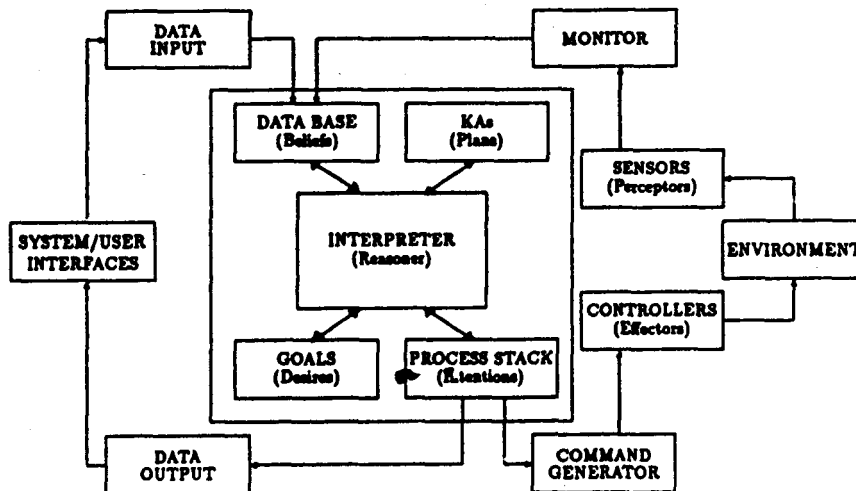 DATA
INPUT
MONITOR
DATA BASE
(Beliefs)
KAs
(Plans)
SENSORS
(Perceptors)
SYSTEM/USER
INTERFACES
INTERPRETER
(Reasoner)
ENVIRONMENT
CONTROLLERS
(Effectors)
GOALS
(Desires)
PROCESS STACK
DATA
OUTPUT
COMMAND
GENERATOR